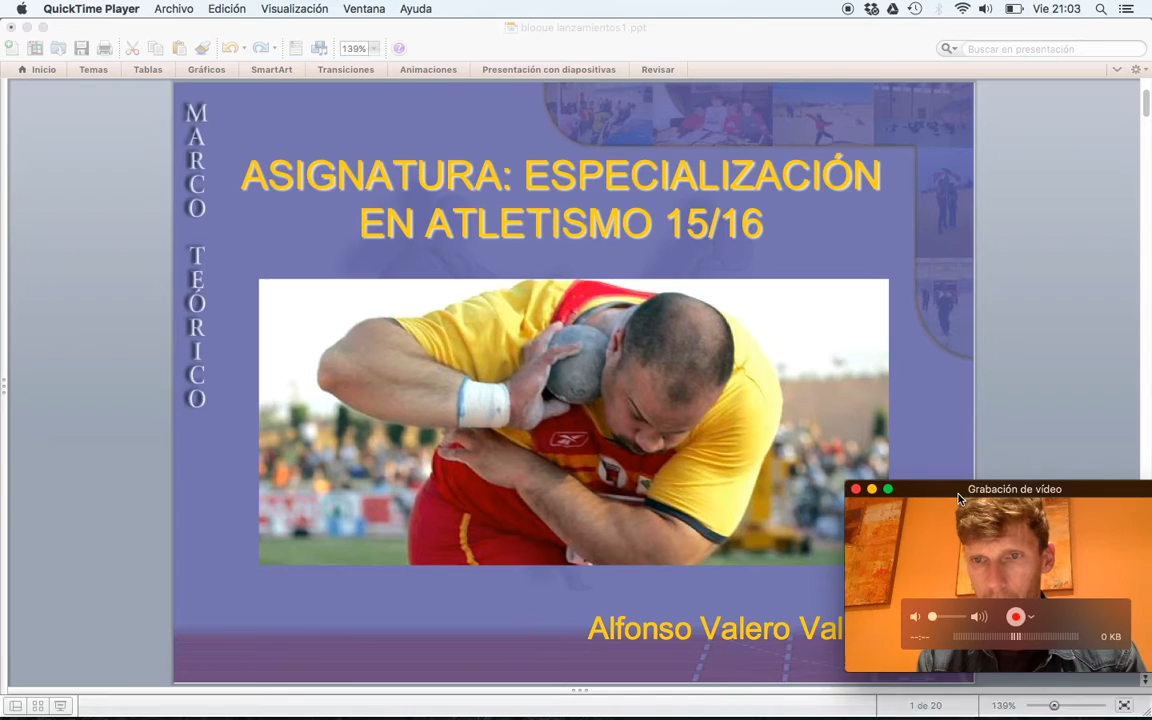 QuickTime Player Archivo Edición Visualización Ventana Ayuda Vie 21:03
bloque lanzamientos1.ppt
139% Buscar en presentación
Inicio Temas Tablas Gráficos SmartArt Transiciones Animaciones Presentación con diapositivas Revisar
MARCO TEÓRICO
ASIGNATURA: ESPECIALIZACIÓN
EN ATLETISMO 15/16
Grabación de vídeo
--:-- 0 KB
Alfonso Valero Val
1 de 20 139%